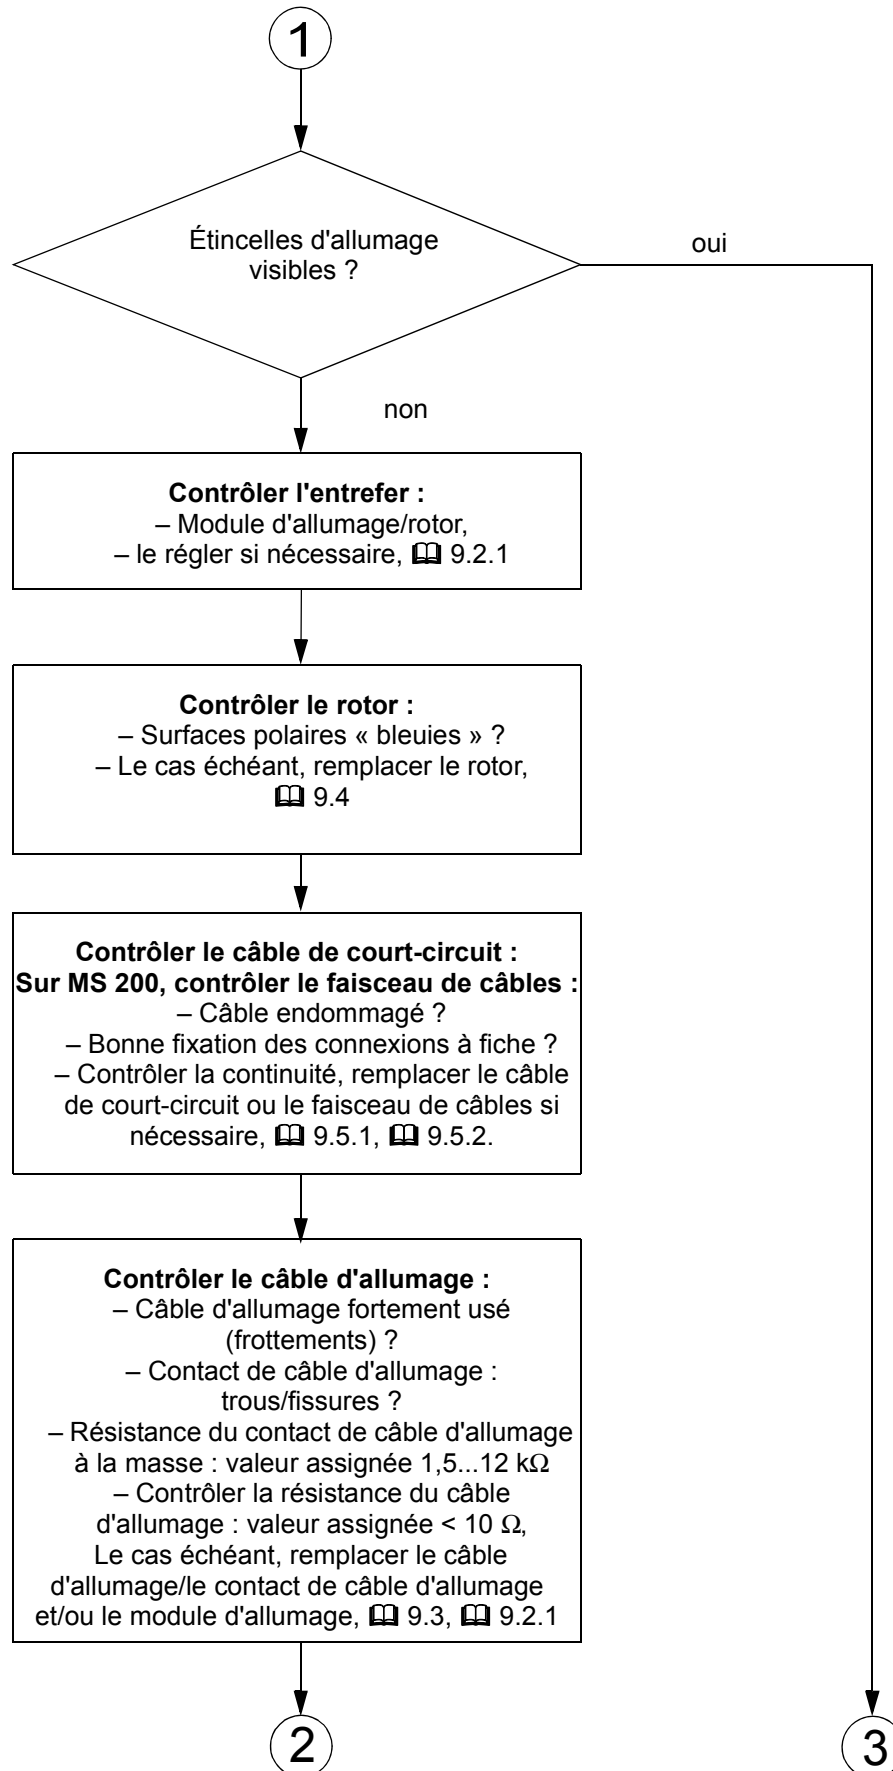 1
Étincelles d'allumage
visibles ?
oui
non
Contrôler l'entrefer :
– Module d'allumage/rotor,
– le régler si nécessaire, 🕮 9.2.1
Contrôler le rotor :
– Surfaces polaires « bleuies » ?
– Le cas échéant, remplacer le rotor,
🕮 9.4
Contrôler le câble de court-circuit :
Sur MS 200, contrôler le faisceau de câbles :
– Câble endommagé ?
– Bonne fixation des connexions à fiche ?
– Contrôler la continuité, remplacer le câble
de court-circuit ou le faisceau de câbles si
nécessaire, 🕮 9.5.1, 🕮 9.5.2.
Contrôler le câble d'allumage :
– Câble d'allumage fortement usé
(frottements) ?
– Contact de câble d'allumage :
trous/fissures ?
– Résistance du contact de câble d'allumage
à la masse : valeur assignée 1,5...12 kΩ
– Contrôler la résistance du câble
d'allumage : valeur assignée < 10 Ω,
Le cas échéant, remplacer le câble
d'allumage/le contact de câble d'allumage
et/ou le module d'allumage, 🕮 9.3, 🕮 9.2.1
2
3